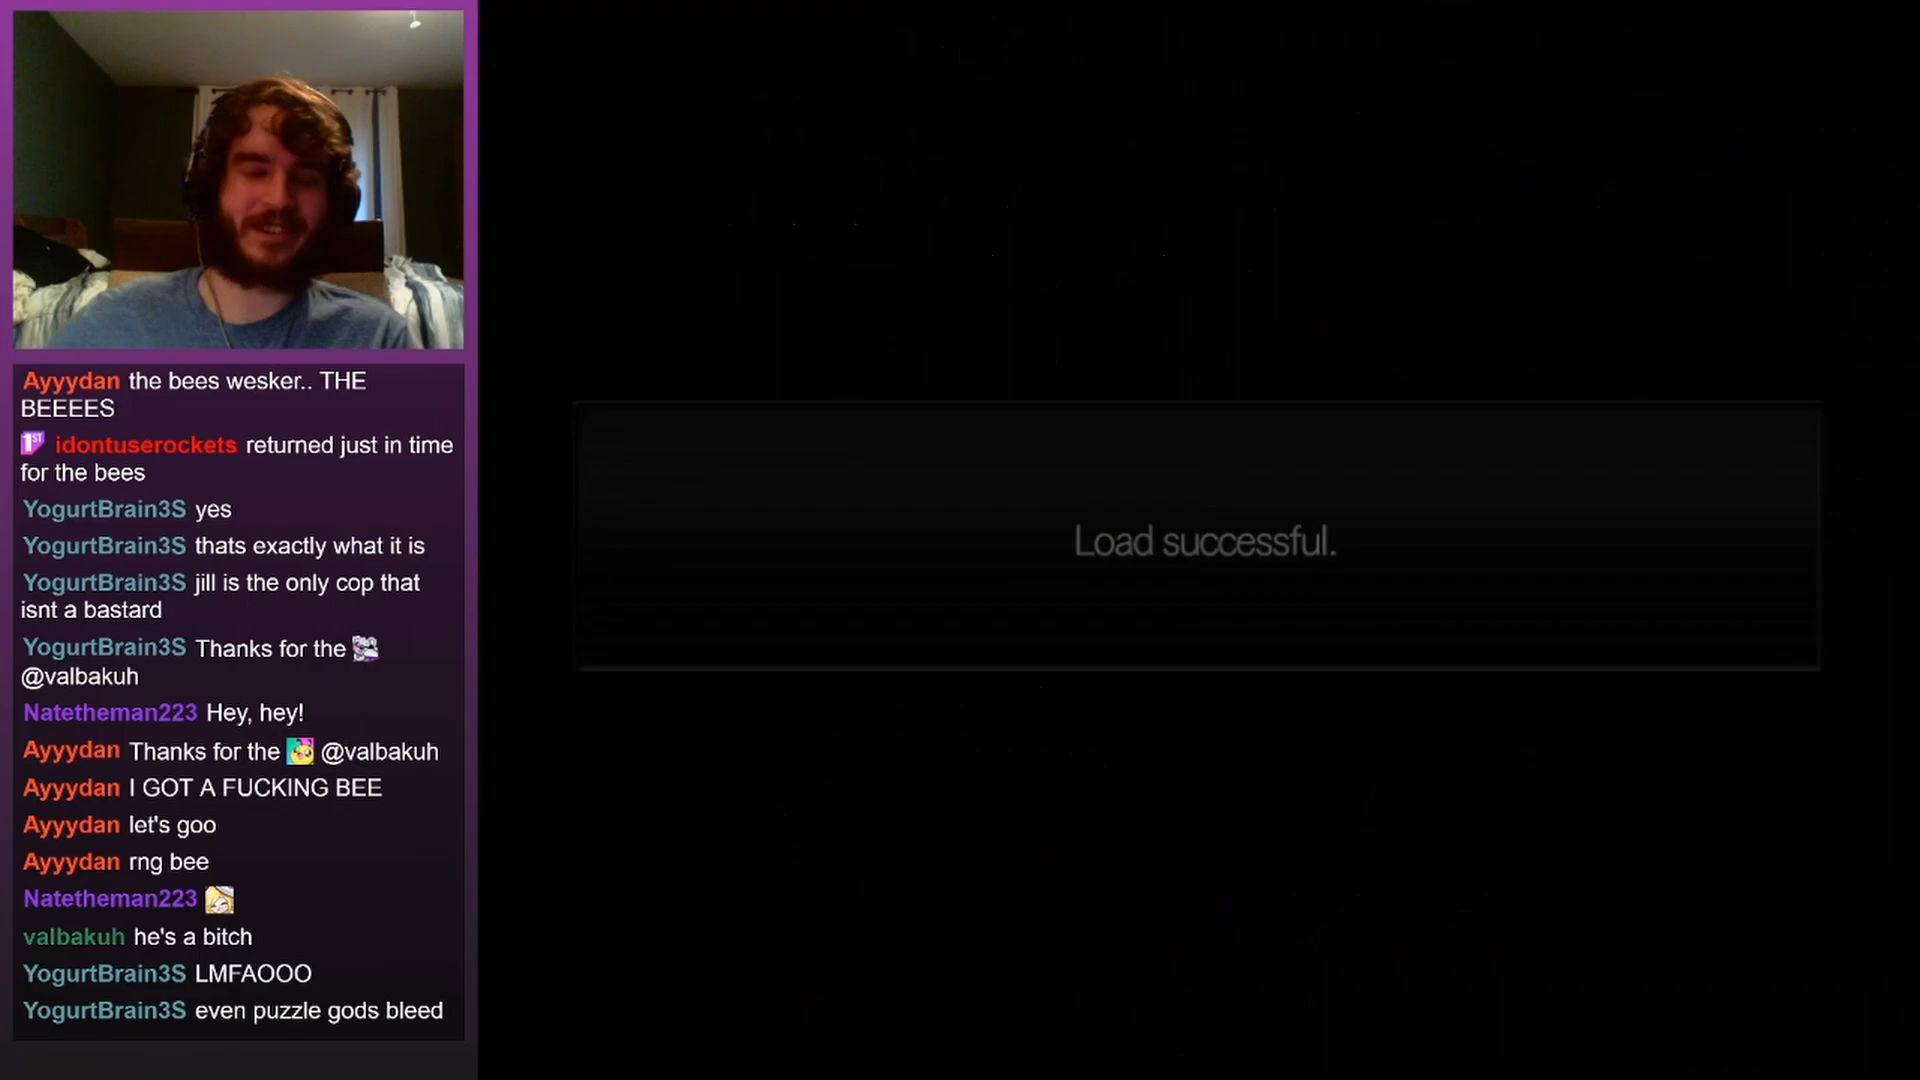 Ayyydan the bees wesker.. THE
BEEEES
1ST idontuserockets returned just in time
for the bees
YogurtBrain3S yes
YogurtBrain3S thats exactly what it is
YogurtBrain3S jill is the only cop that
isnt a bastard
YogurtBrain3S Thanks for the
@valbakuh
Natetheman223 Hey, hey!
Ayyydan Thanks for the @valbakuh
Ayyydan I GOT A FUCKING BEE
Ayyydan let's goo
Ayyydan rng bee
Natetheman223
valbakuh he's a bitch
YogurtBrain3S LMFAOOO
YogurtBrain3S even puzzle gods bleed
Load successful.